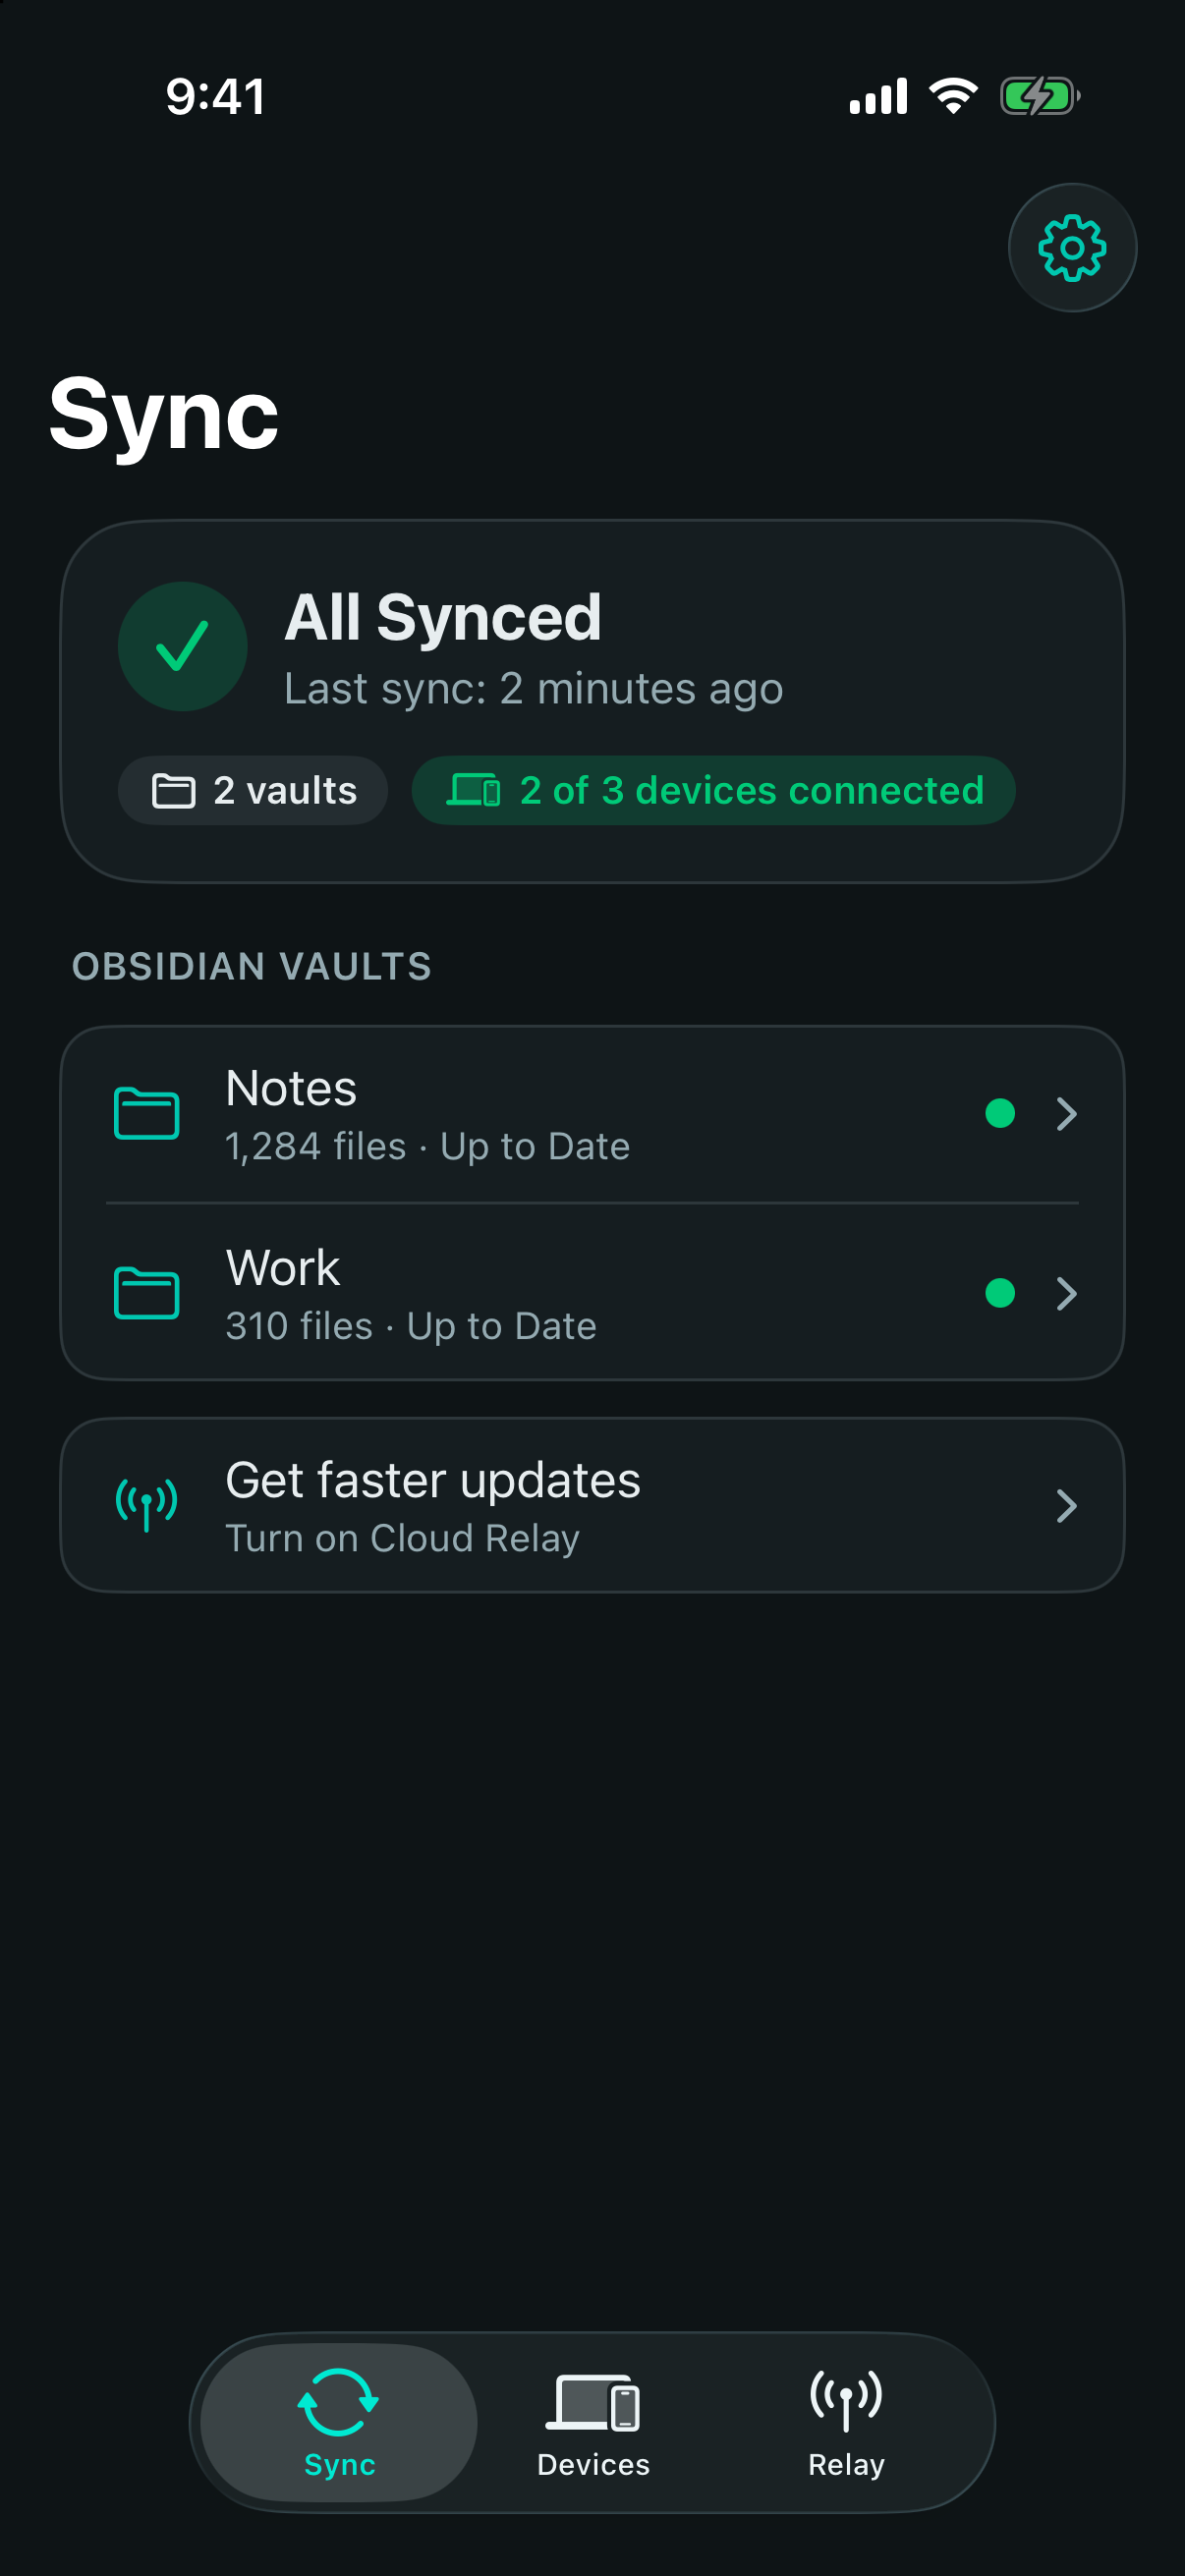 9:41
Sync
All Synced
Last sync: 2 minutes ago
2 vaults
2 of 3 devices connected
OBSIDIAN VAULTS
Notes
1,284 files · Up to Date
Work
310 files · Up to Date
Get faster updates
Turn on Cloud Relay
Sync
Devices
Relay